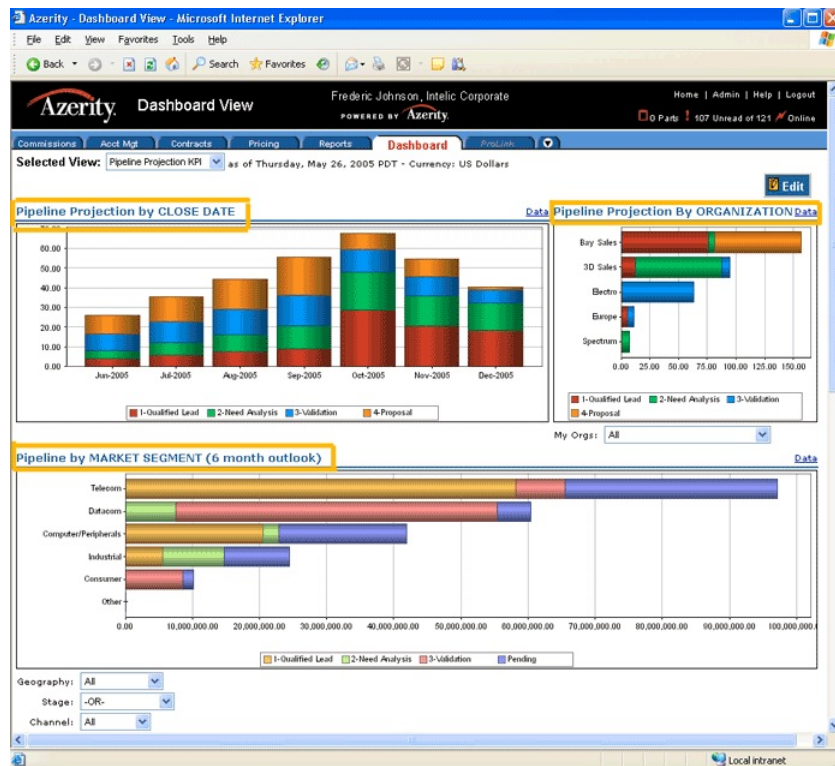 Azerity - Dashboard View - Microsoft Internet Explorer
File Edit View Favorites Tools Help
Back Search Favorites
Azerity. Dashboard View
Frederic Johnson, Intelic Corporate
POWERED BY Azerity.
Home | Admin | Help | Logout
0 Parts 107 Unread of 121 Online
Commissions Acct Mgt Contracts Pricing Reports Dashboard ProLink
Selected View: Pipeline Projection KPI as of Thursday, May 26, 2005 PDT - Currency: US Dollars
Edit
Pipeline Projection by CLOSE DATE Data
60.00
50.00
40.00
30.00
20.00
10.00
0.00
Jun-2005 Jul-2005 Aug-2005 Sep-2005 Oct-2005 Nov-2005 Dec-2005
1-Qualified Lead 2-Need Analysis 3-Validation 4-Proposal
Pipeline Projection By ORGANIZATION Data
Bay Sales
3D Sales
Electro
Europe
Spectrum
0.00 25.00 50.00 75.00 100.00 125.00 150.00
1-Qualified Lead 2-Need Analysis 3-Validation
4-Proposal
My Orgs: All
Pipeline by MARKET SEGMENT (6 month outlook) Data
Telecom
Datacom
Computer/Peripherals
Industrial
Consumer
Other
0.00 10,000,000.00 20,000,000.00 30,000,000.00 40,000,000.00 50,000,000.00 60,000,000.00 70,000,000.00 80,000,000.00 90,000,000.00 100,000,
1-Qualified Lead 2-Need Analysis 3-Validation Pending
Geography: All
Stage: -OR-
Channel: All
Local intranet